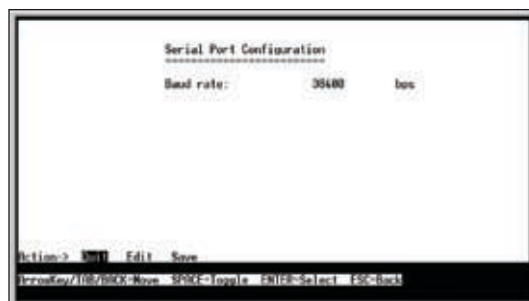 Serial Port Configuration
=========================
Baud rate: 38400 bps
Action-> Quit Edit Save
ArrowKey/TAB/BACK=Move SPACE=Toggle ENTER=Select ESC=Back